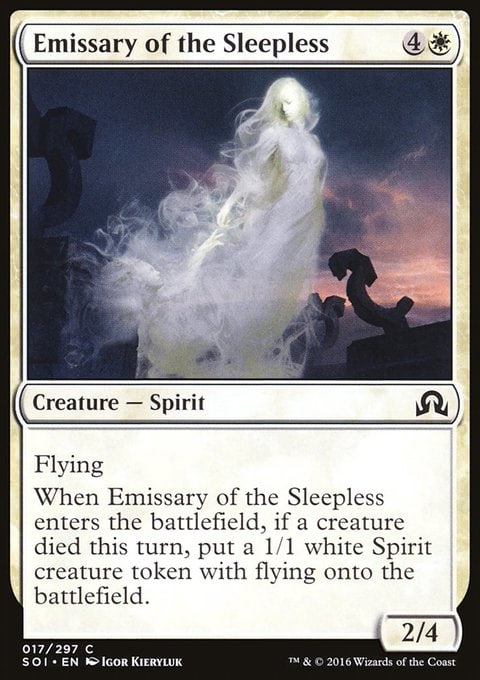 Emissary of the Sleepless 4
Creature — Spirit
Flying
When Emissary of the Sleepless
enters the battlefield, if a creature
died this turn, put a 1/1 white Spirit
creature token with flying onto the
battlefield.
2/4
017/297 C
SOI • EN Igor Kieryluk
™ & © 2016 Wizards of the Coast